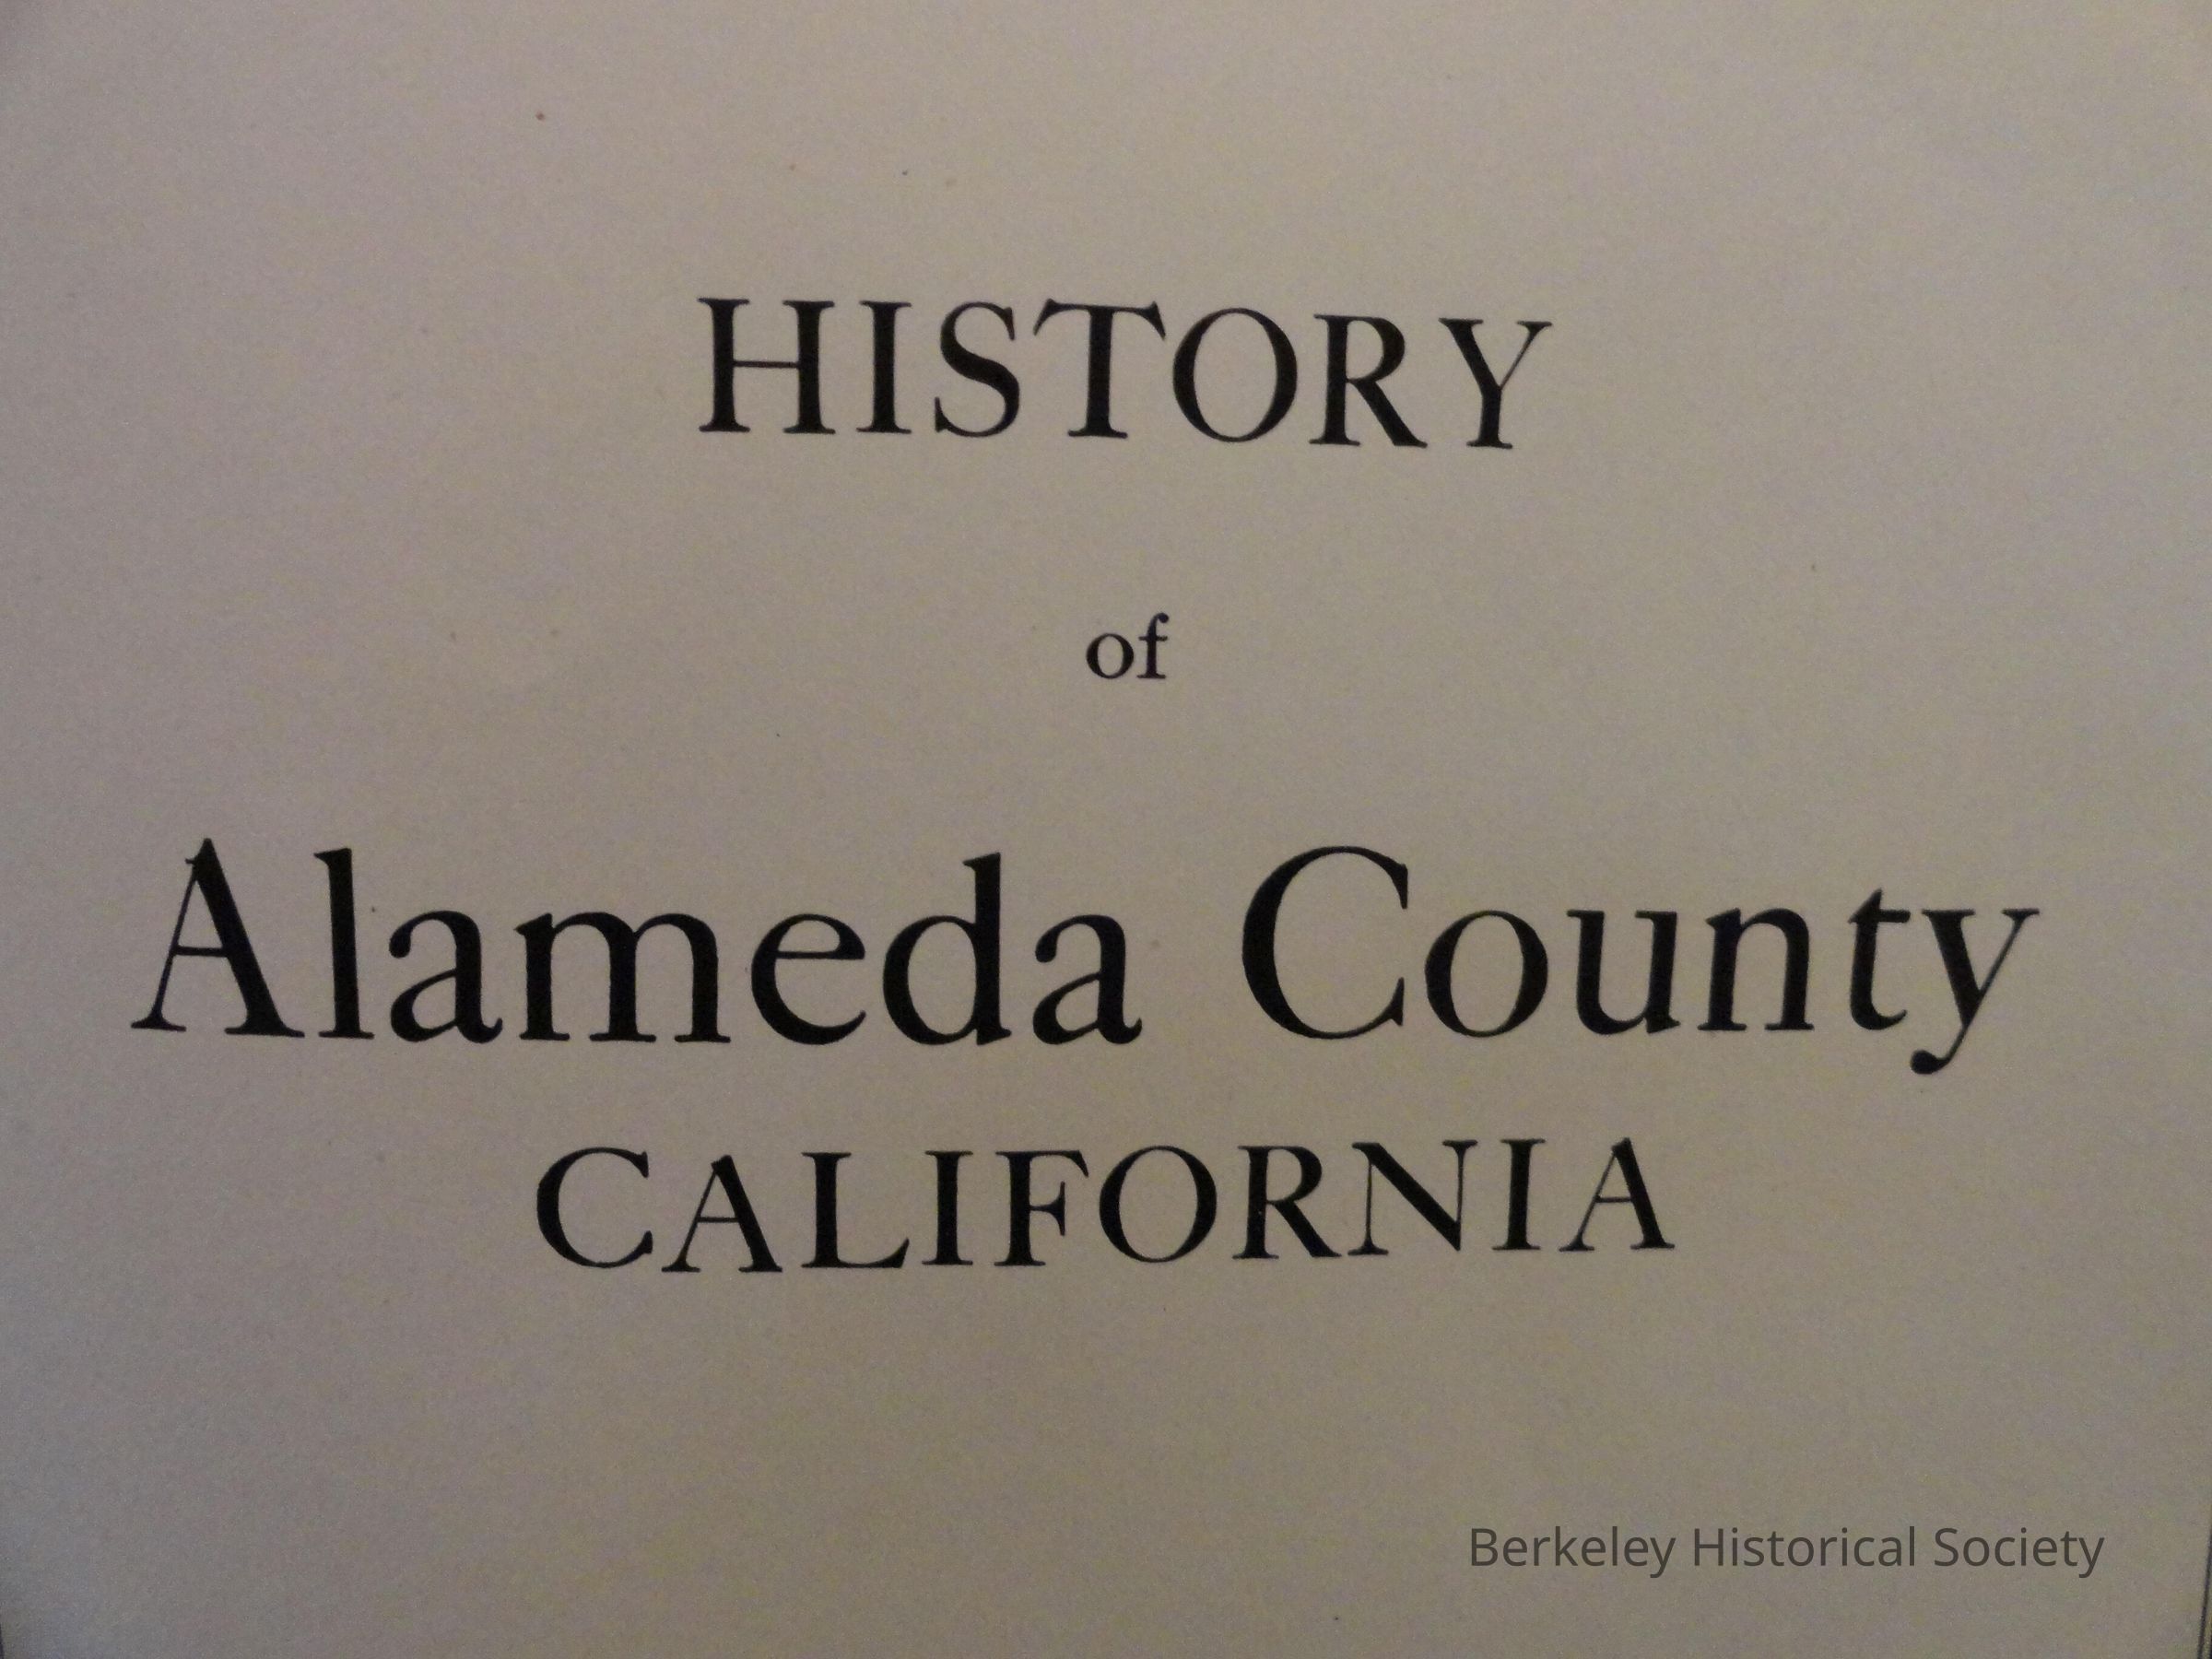 HISTORY
of
Alameda County
CALIFORNIA
Berkeley Historical Society